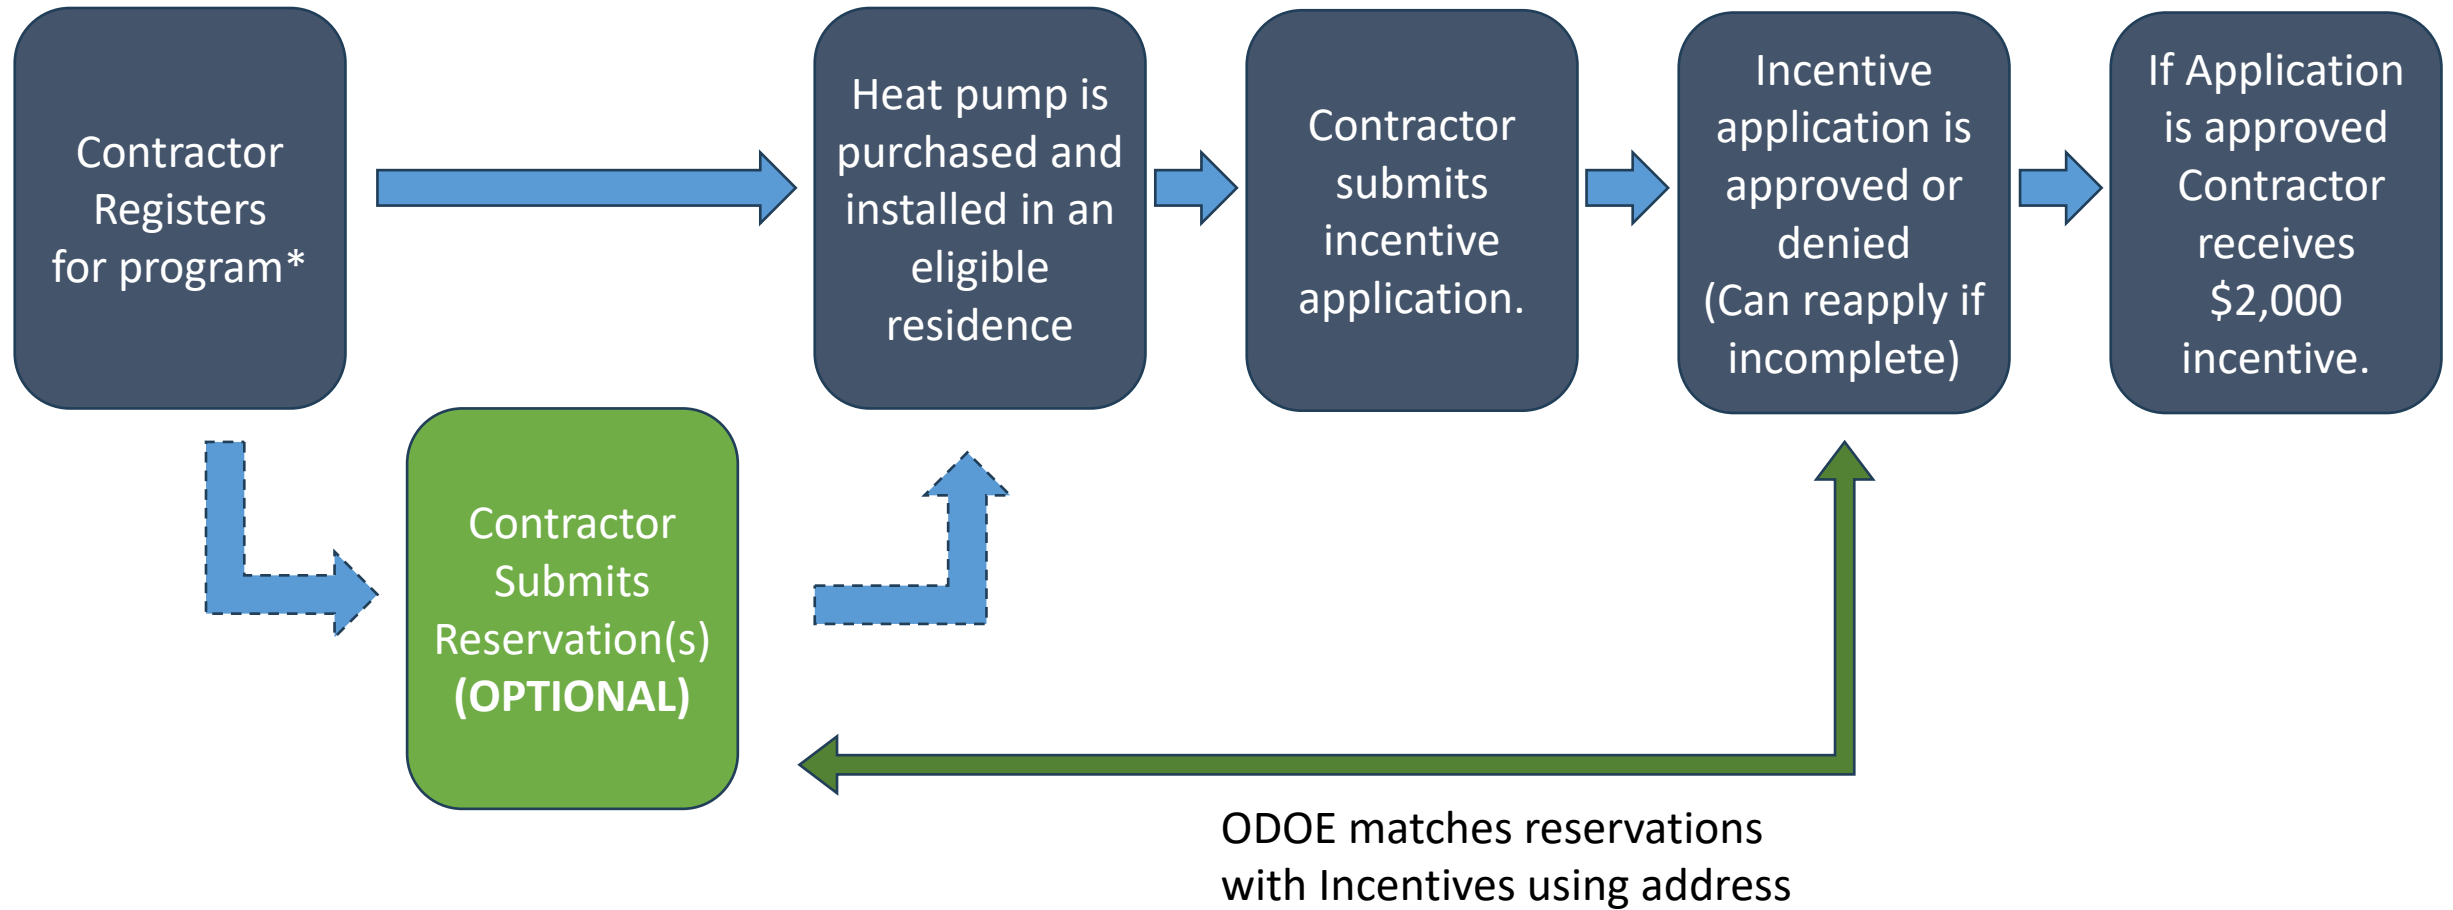 Contractor
Registers
for program*
Heat pump is
purchased and
installed in an
eligible
residence
Contractor
submits
incentive
application.
Incentive
application is
approved or
denied
(Can reapply if
incomplete)
If Application
is approved
Contractor
receives
$2,000
incentive.
Contractor
Submits
Reservation(s)
(OPTIONAL)
ODOE matches reservations
with Incentives using address